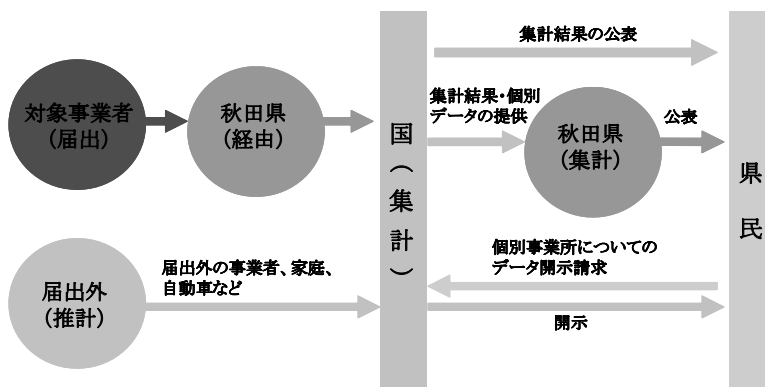 対象事業者
(届出)
秋田県
(経由)
届出外
(推計)
届出外の事業者、家庭、
自動車など
国(集計)
集計結果の公表
集計結果・個別
データの提供
秋田県
(集計)
公表
個別事業所についての
データ開示請求
開示
県民